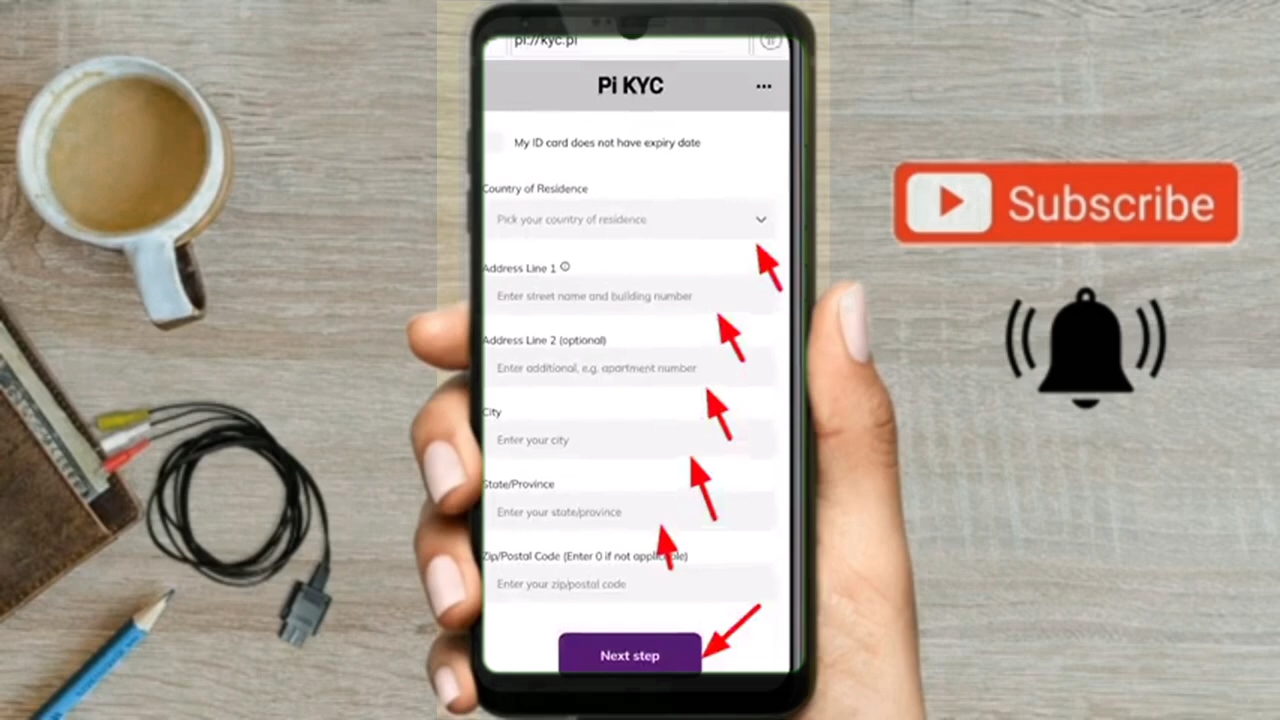 pi://kyc.pi
Pi KYC
...
My ID card does not have expiry date
Country of Residence
Pick your country of residence
Address Line 1
Enter street name and building number
Address Line 2 (optional)
Enter additional, e.g. apartment number
City
Enter your city
State/Province
Enter your state/province
Zip/Postal Code (Enter 0 if not applicable)
Enter your zip/postal code
Next step
Subscribe